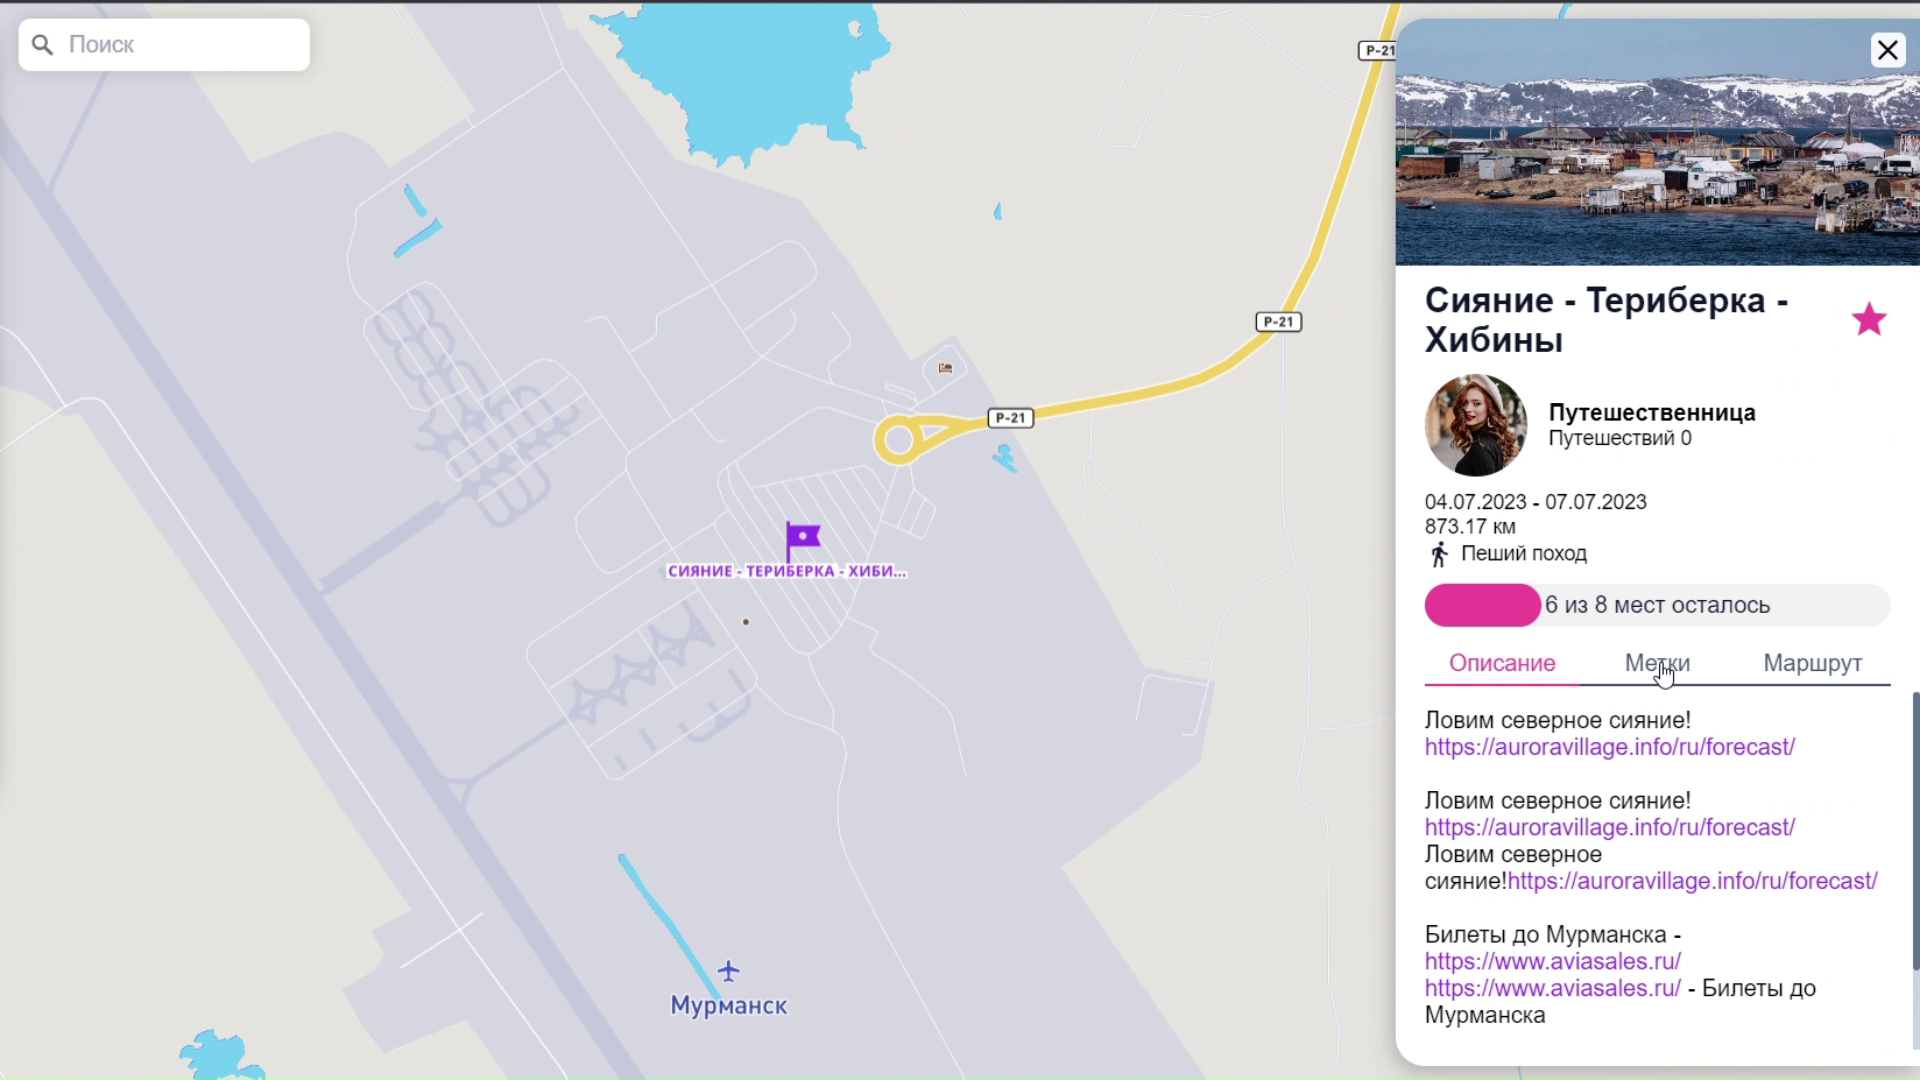 Поиск
P-21
P-21
P-21
СИЯНИЕ - ТЕРИБЕРКА - ХИБИ...
Мурманск
Сияние - Териберка -
Хибины
Путешественница
Путешествий 0
04.07.2023 - 07.07.2023
873.17 км
Пеший поход
6 из 8 мест осталось
Описание Метки Маршрут
Ловим северное сияние!
https://auroravillage.info/ru/forecast/
Ловим северное сияние!
https://auroravillage.info/ru/forecast/
Ловим северное
сияние!https://auroravillage.info/ru/forecast/
Билеты до Мурманска -
https://www.aviasales.ru/
https://www.aviasales.ru/ - Билеты до
Мурманска